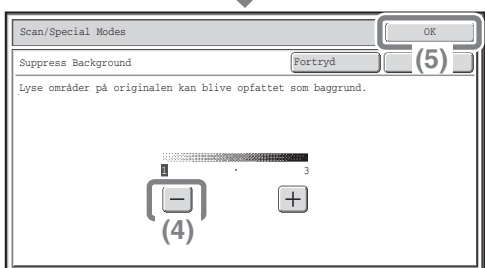 Scan/Special Modes OK
Suppress Background Fortryd (5)
Lyse områder på originalen kan blive opfattet som baggrund.
1 3
− +
(4)